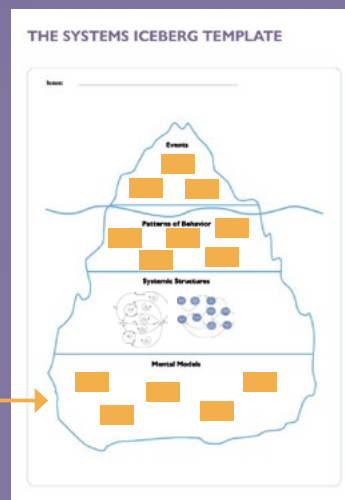 THE SYSTEMS ICEBERG TEMPLATE
Issue:
Events
Patterns of Behavior
Systemic Structures
Mental Models